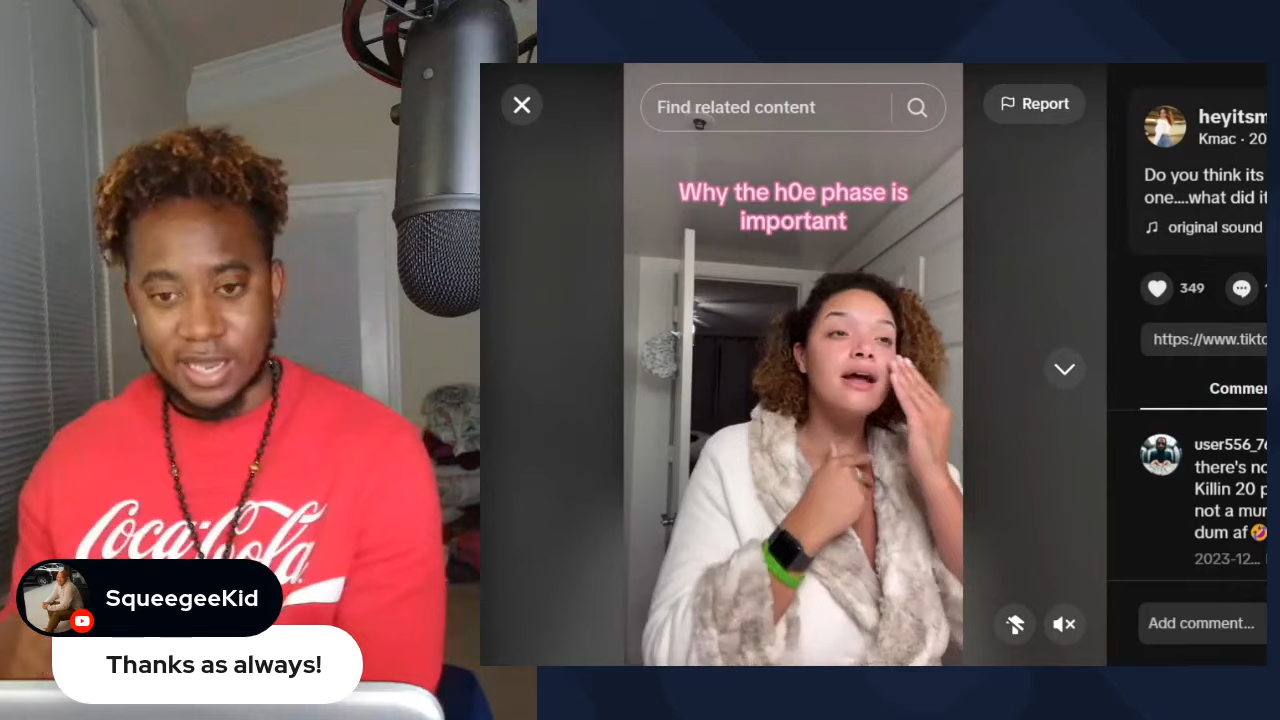 Find related content
Report
Why the h0e phase is
important
heyitsm
Kmac · 20
Do you think its
one....what did it
original sound
349
https://www.tikto
Comme
user556_76
there's no
Killin 20 p
not a mur
dum af🤣
2023-12...
Add comment...
Coca-Cola
SqueegeeKid
Thanks as always!